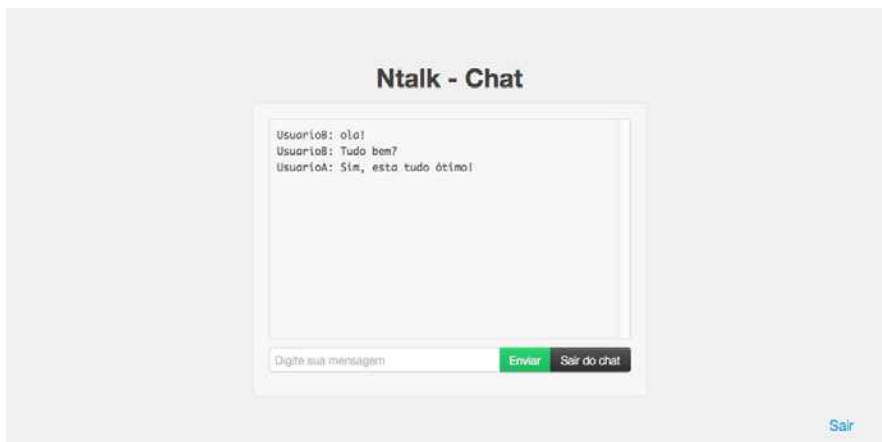 Ntalk - Chat
UsuarioB: ola!
UsuarioB: Tudo bem?
UsuarioA: Sim, esta tudo ótimo!
Digite sua mensagem
Enviar
Sair do chat
Sair